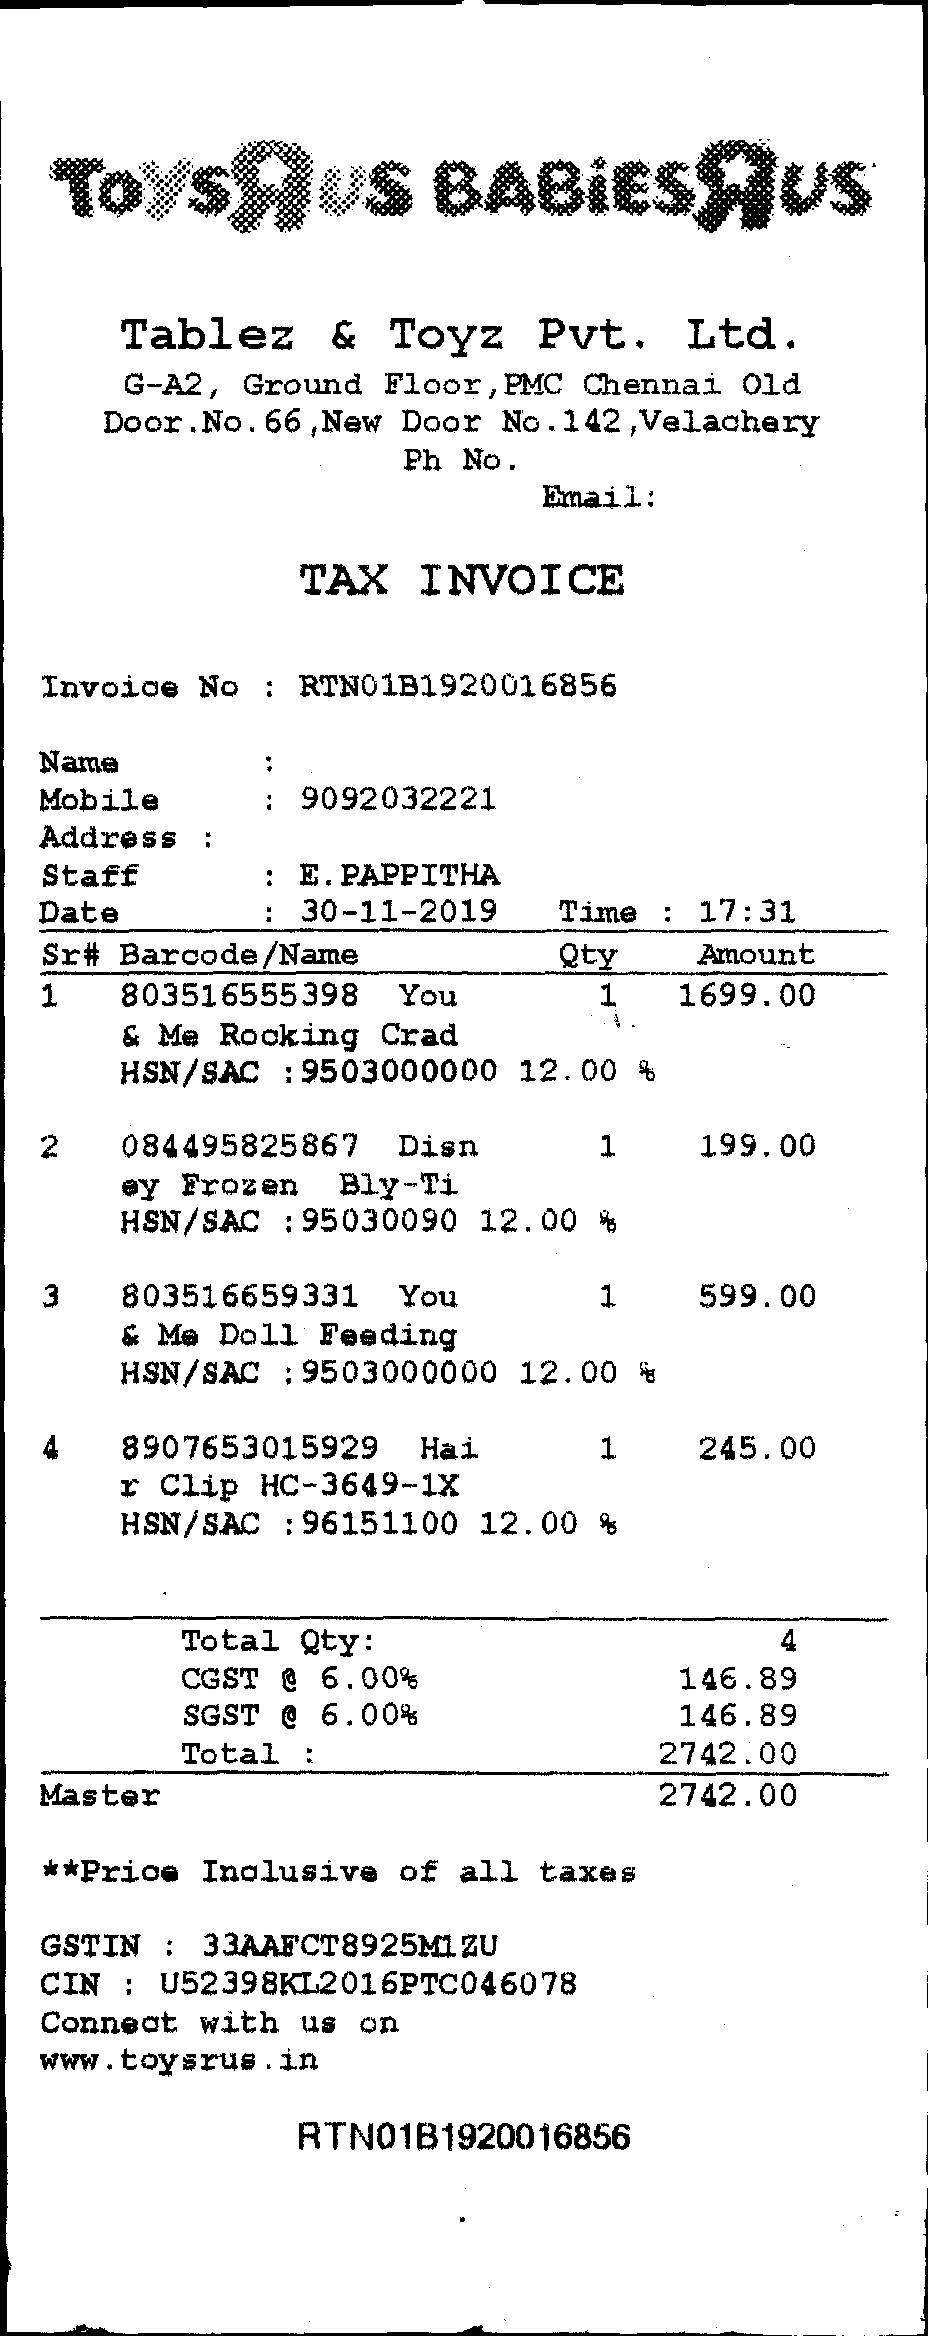 TOYSRUS BABIESRUS
Tablez & Toyz Pvt. Ltd.
G-A2, Ground Floor,PMC Chennai Old
Door.No.66,New Door No.142,Velachery
Ph No.
Email:
TAX INVOICE
Invoice No : RTN01B1920016856
Name :
Mobile : 9092032221
Address :
Staff : E.PAPPITHA
Date : 30-11-2019 Time : 17:31
Sr# Barcode/Name Qty Amount
1 803516555398 You 1 1699.00
& Me Rocking Crad
HSN/SAC :9503000000 12.00 %
2 084495825867 Disn 1 199.00
ey Frozen Bly-Ti
HSN/SAC :95030090 12.00 %
3 803516659331 You 1 599.00
& Me Doll Feeding
HSN/SAC :9503000000 12.00 %
4 8907653015929 Hai 1 245.00
r Clip HC-3649-1X
HSN/SAC :96151100 12.00 %
Total Qty: 4
CGST @ 6.00% 146.89
SGST @ 6.00% 146.89
Total : 2742.00
Master 2742.00
**Price Inclusive of all taxes
GSTIN : 33AAFCT8925M1ZU
CIN : U52398KL2016PTC046078
Connect with us on
www.toysrus.in
RTN01B1920016856